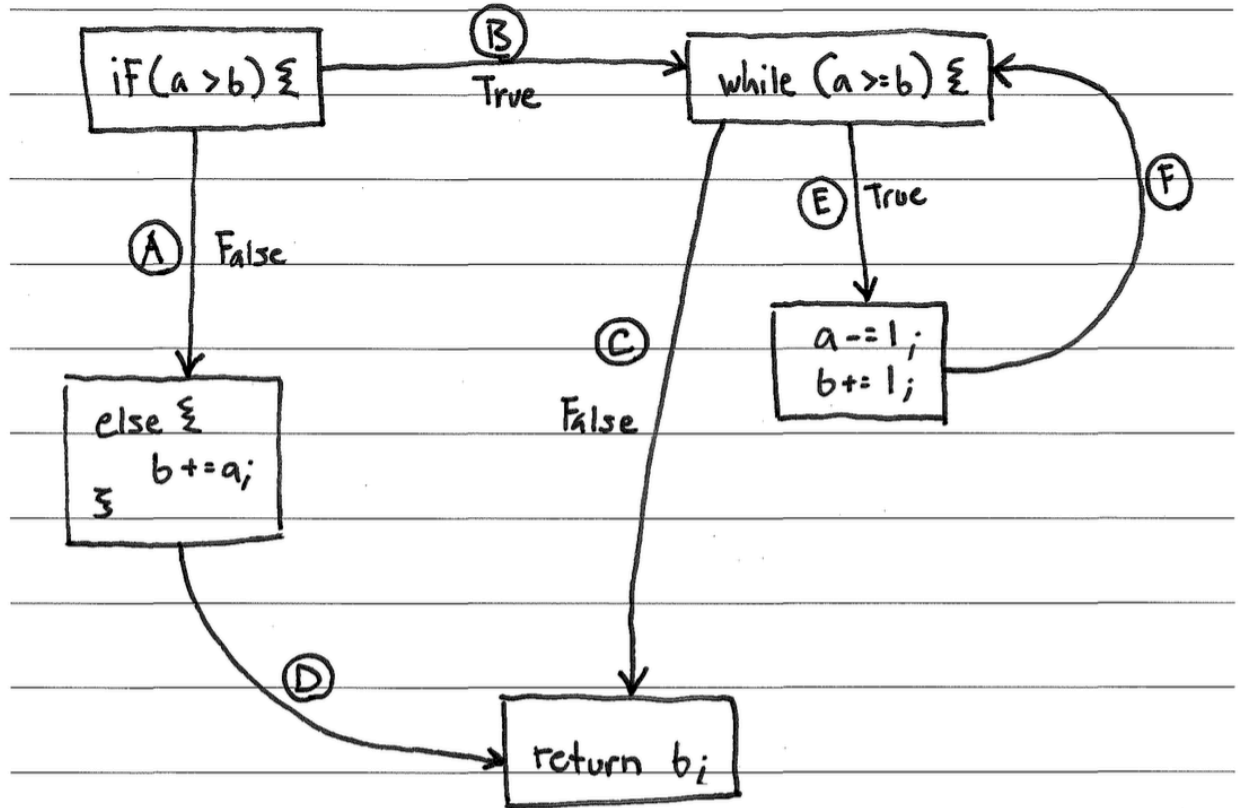 if (a > b) {
B
True
while (a >= b) {
A
False
E
True
F
C
False
a -= 1;
b += 1;
else {
b += a;
}
D
return b;